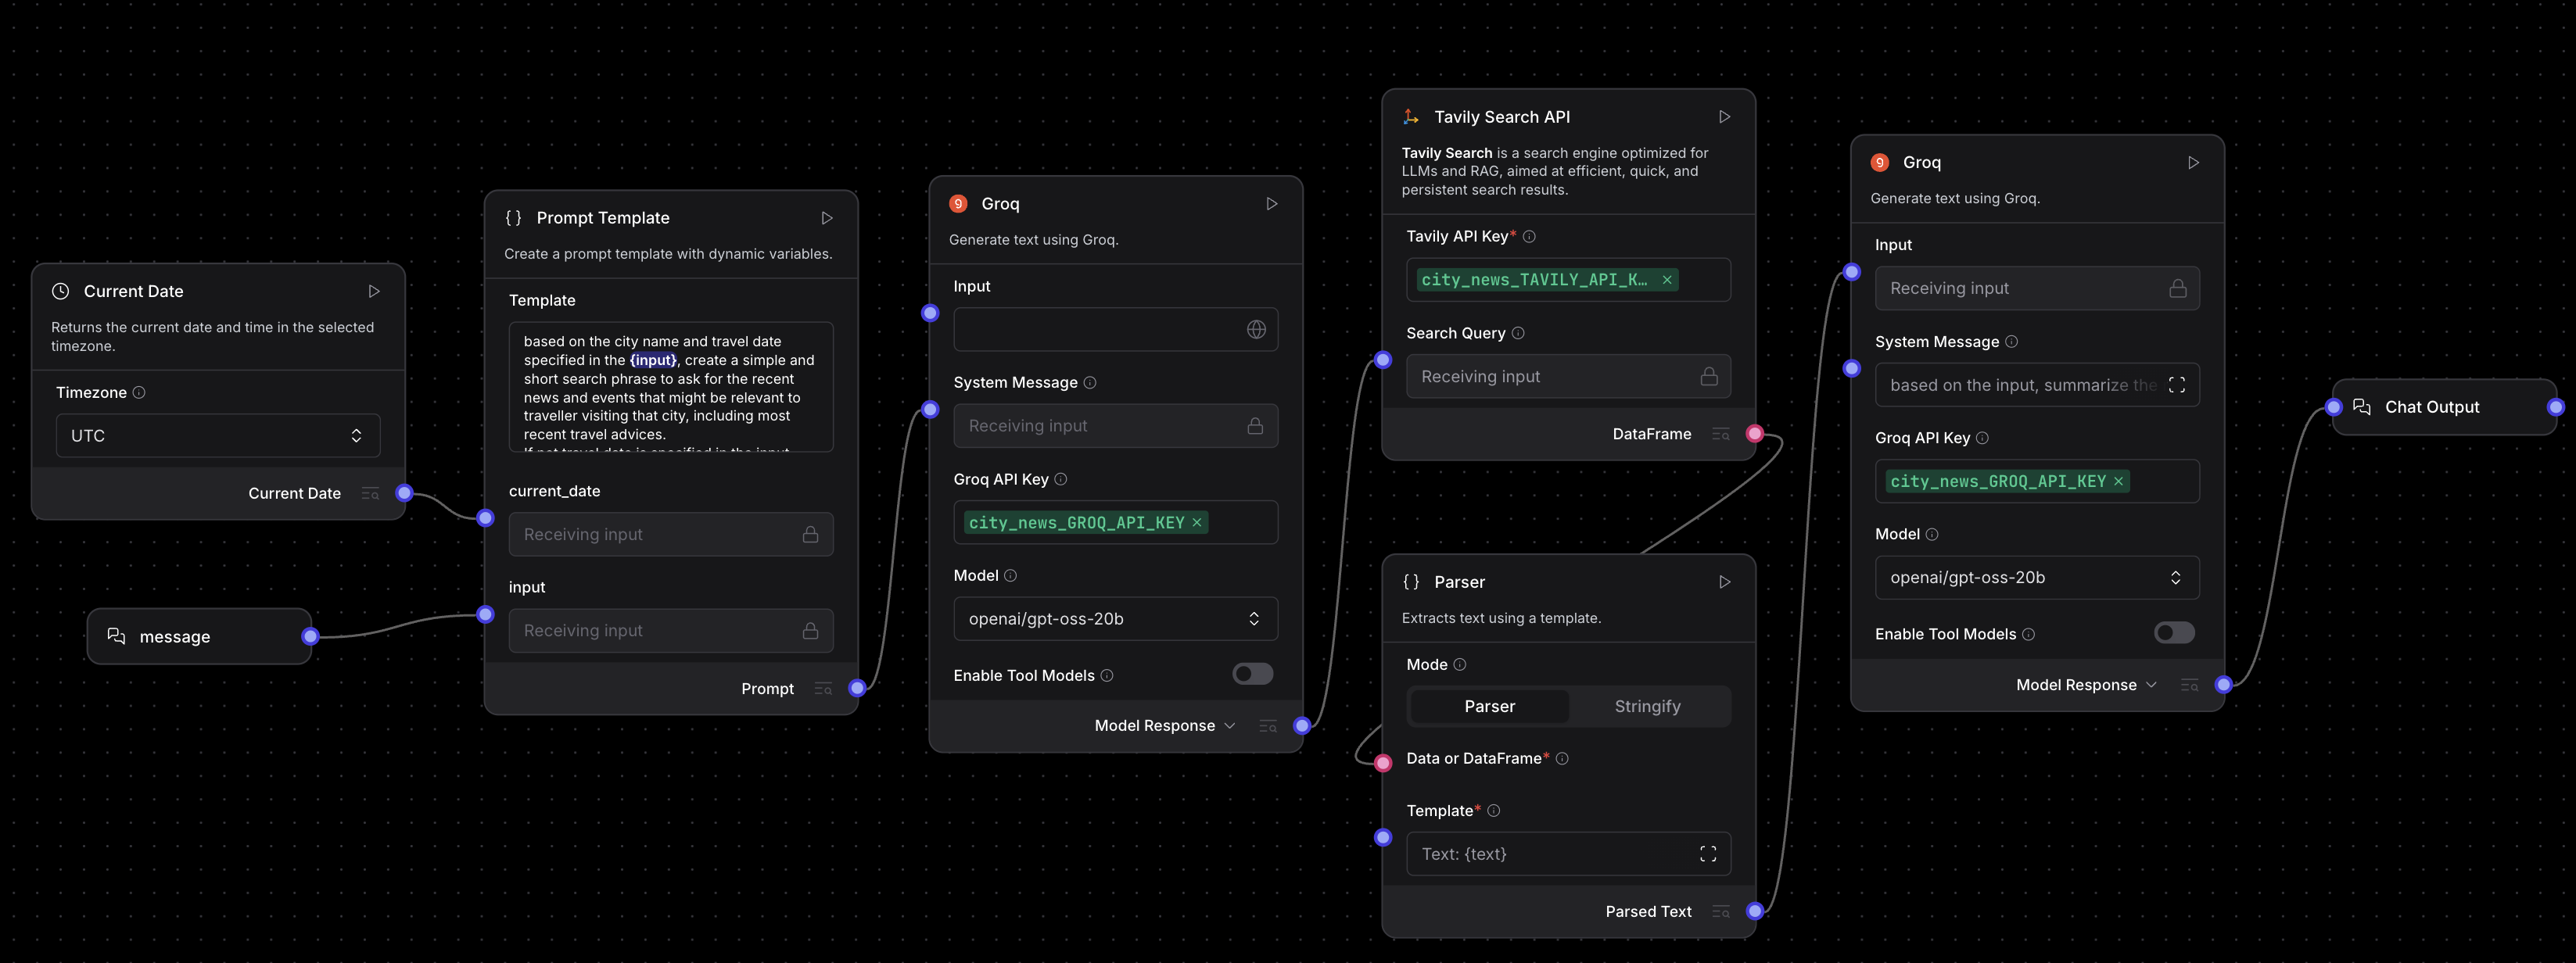 Current Date
Returns the current date and time in the selected
timezone.
Timezone
UTC
Current Date
message
Prompt Template
Create a prompt template with dynamic variables.
Template
based on the city name and travel date
specified in the {input}, create a simple and
short search phrase to ask for the recent
news and events that might be relevant to
traveller visiting that city, including most
recent travel advices.
If not travel date is specified in the input
current_date
Receiving input
input
Receiving input
Prompt
Groq
Generate text using Groq.
Input
System Message
Receiving input
Groq API Key
city_news_GROQ_API_KEY
Model
openai/gpt-oss-20b
Enable Tool Models
Model Response
Tavily Search API
Tavily Search is a search engine optimized for
LLMs and RAG, aimed at efficient, quick, and
persistent search results.
Tavily API Key*
city_news_TAVILY_API_K…
Search Query
Receiving input
DataFrame
Parser
Extracts text using a template.
Mode
Parser Stringify
Data or DataFrame*
Template*
Text: {text}
Parsed Text
Groq
Generate text using Groq.
Input
Receiving input
System Message
based on the input, summarize the
Groq API Key
city_news_GROQ_API_KEY
Model
openai/gpt-oss-20b
Enable Tool Models
Model Response
Chat Output